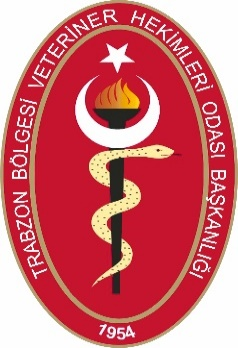 TRABZON BÖLGESİ VETERİNER HEKİMLERİ ODASI BAŞKANLIĞI
1954